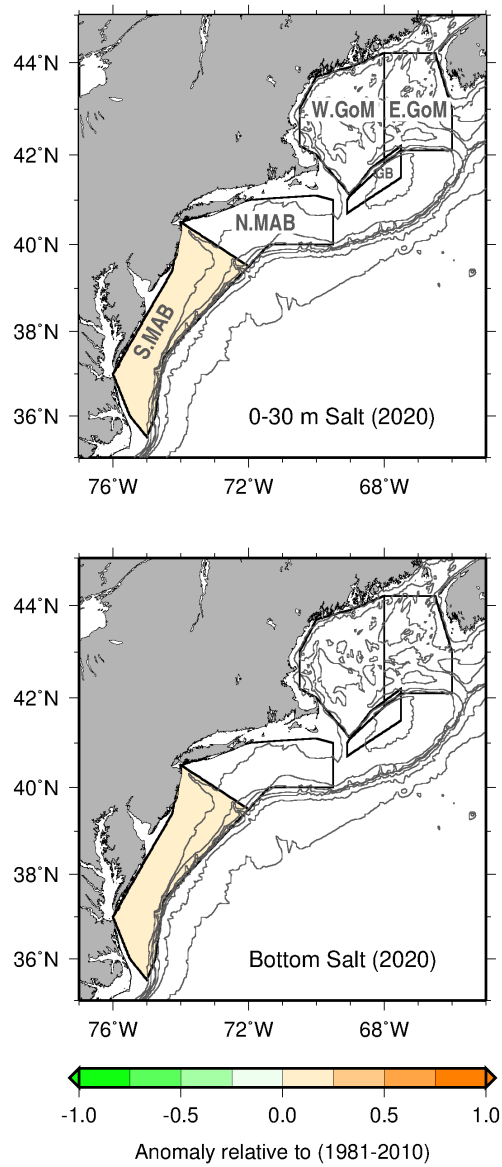 44˚N
W.GoM E.GoM
42˚N
GB
N.MAB
40˚N
S.MAB
38˚N
36˚N
0-30 m Salt (2020)
76˚W 72˚W 68˚W
44˚N
42˚N
40˚N
38˚N
36˚N
Bottom Salt (2020)
76˚W 72˚W 68˚W
-1.0 -0.5 0.0 0.5 1.0
Anomaly relative to (1981-2010)